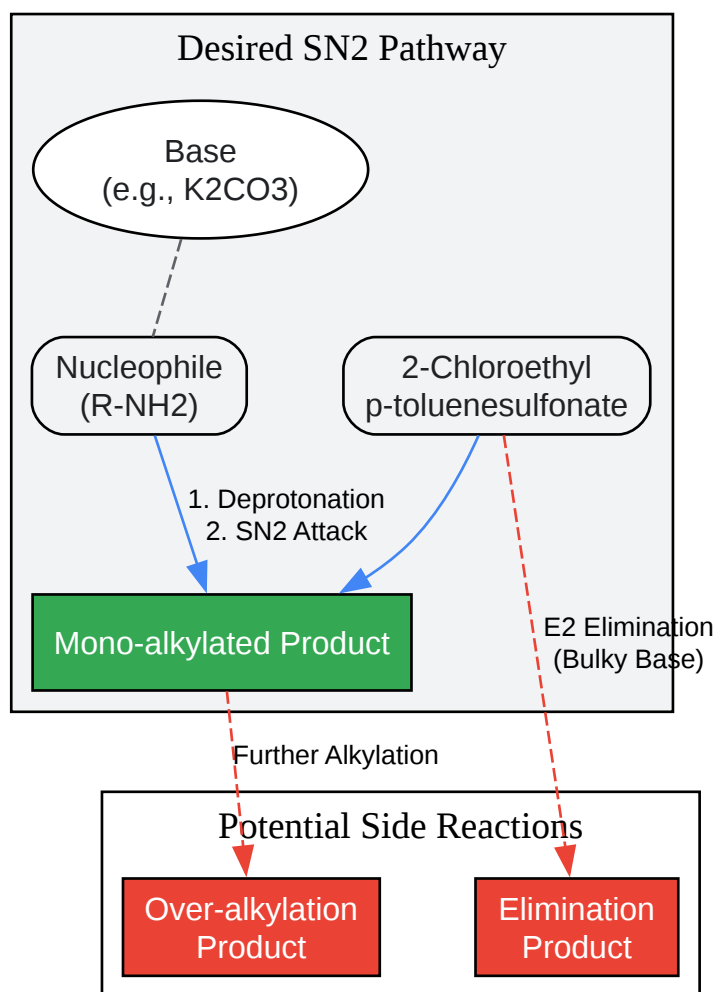 Desired SN2 Pathway
Base
(e.g., K2CO3)
Nucleophile
(R-NH2)
2-Chloroethyl
p-toluenesulfonate
1. Deprotonation
2. SN2 Attack
Mono-alkylated Product
E2 Elimination
(Bulky Base)
Further Alkylation
Potential Side Reactions
Over-alkylation
Product
Elimination
Product